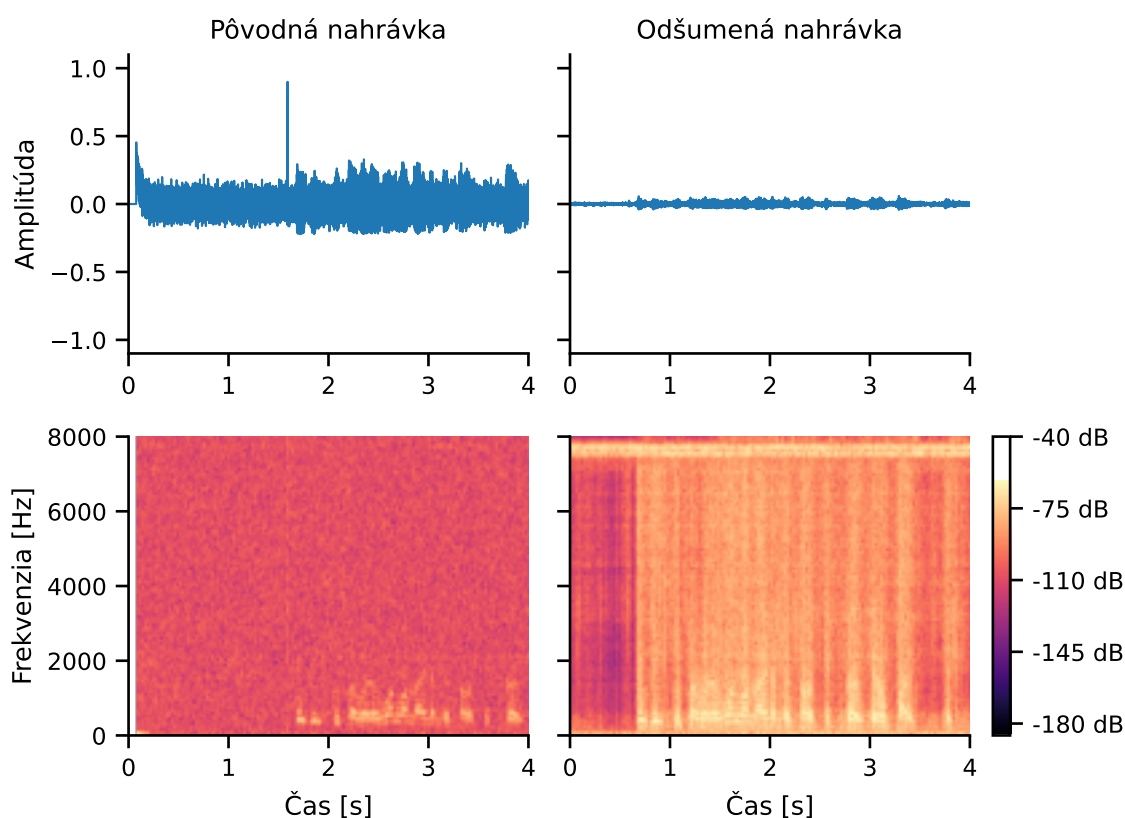 Pôvodná nahrávka
Odšumená nahrávka
Amplitúda
1.0
0.5
0.0
−0.5
−1.0
0 1 2 3 4
0 1 2 3 4
Frekvenzia [Hz]
8000
6000
4000
2000
0
0 1 2 3 4
0 1 2 3 4
Čas [s]
Čas [s]
-40 dB
-75 dB
-110 dB
-145 dB
-180 dB